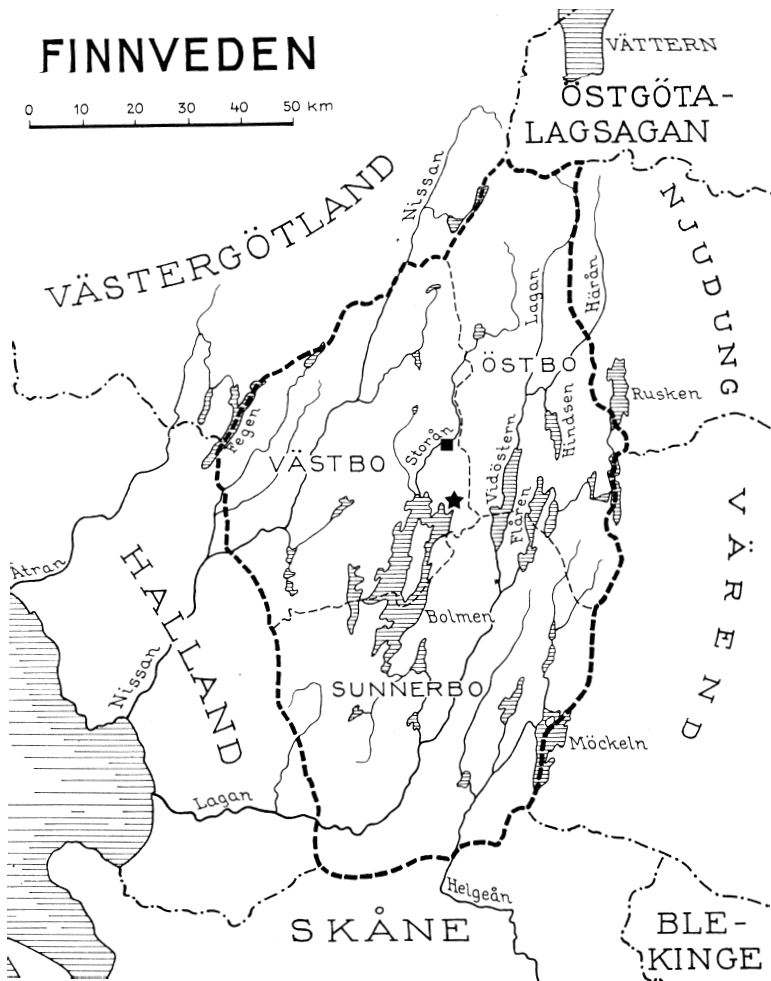 FINNVEDEN
0 10 20 30 40 50 km
VÄTTERN
ÖSTGÖTA-
LAGSAGAN
Nissan
VÄSTERGÖTLAND
NJUDUNG
Lagan
Härån
ÖSTBO
Rusken
Hindsen
Fegen
Storån
VÄSTBO
Vidöstern
Flåren
VÄREND
Ätran
HALLAND
Bolmen
Nissan
SUNNERBO
Möckeln
Lagan
Helgeån
SKÅNE
BLE-
KINGE